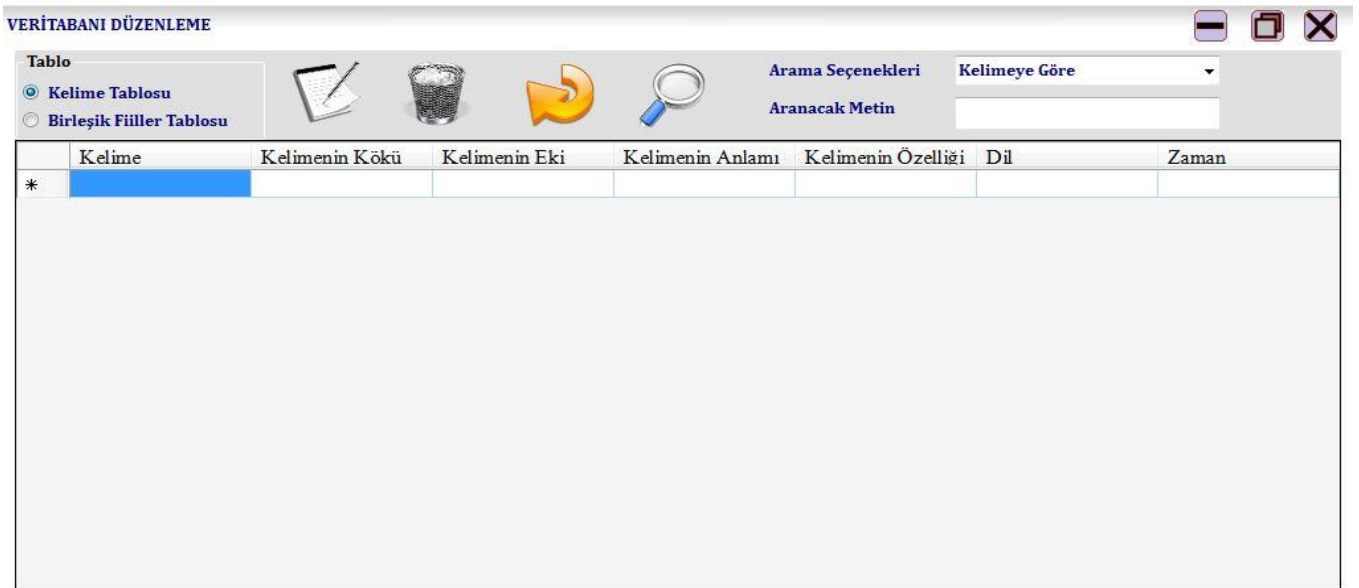 VERİTABANI DÜZENLEME
Tablo
Kelime Tablosu
Birleşik Fiiller Tablosu
Arama Seçenekleri
Kelimeye Göre
Aranacak Metin
Kelime Kelimenin Kökü Kelimenin Eki Kelimenin Anlamı Kelimenin Özelliği Dil Zaman